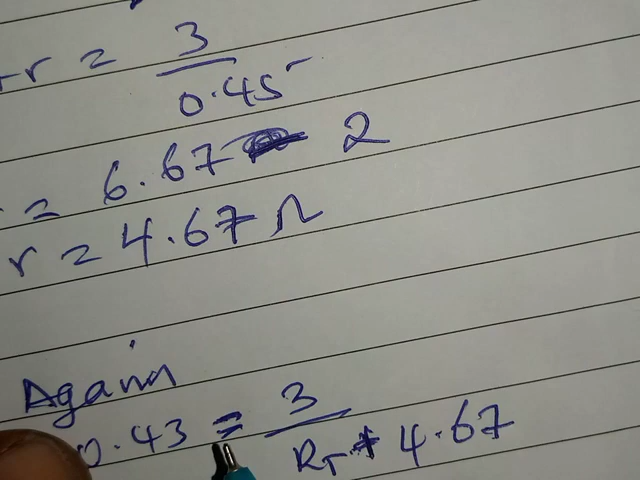 +r = 3
0.45
= 6.67 2
r = 4.67 Ω
Again
0.43 = 3
RT + 4.67